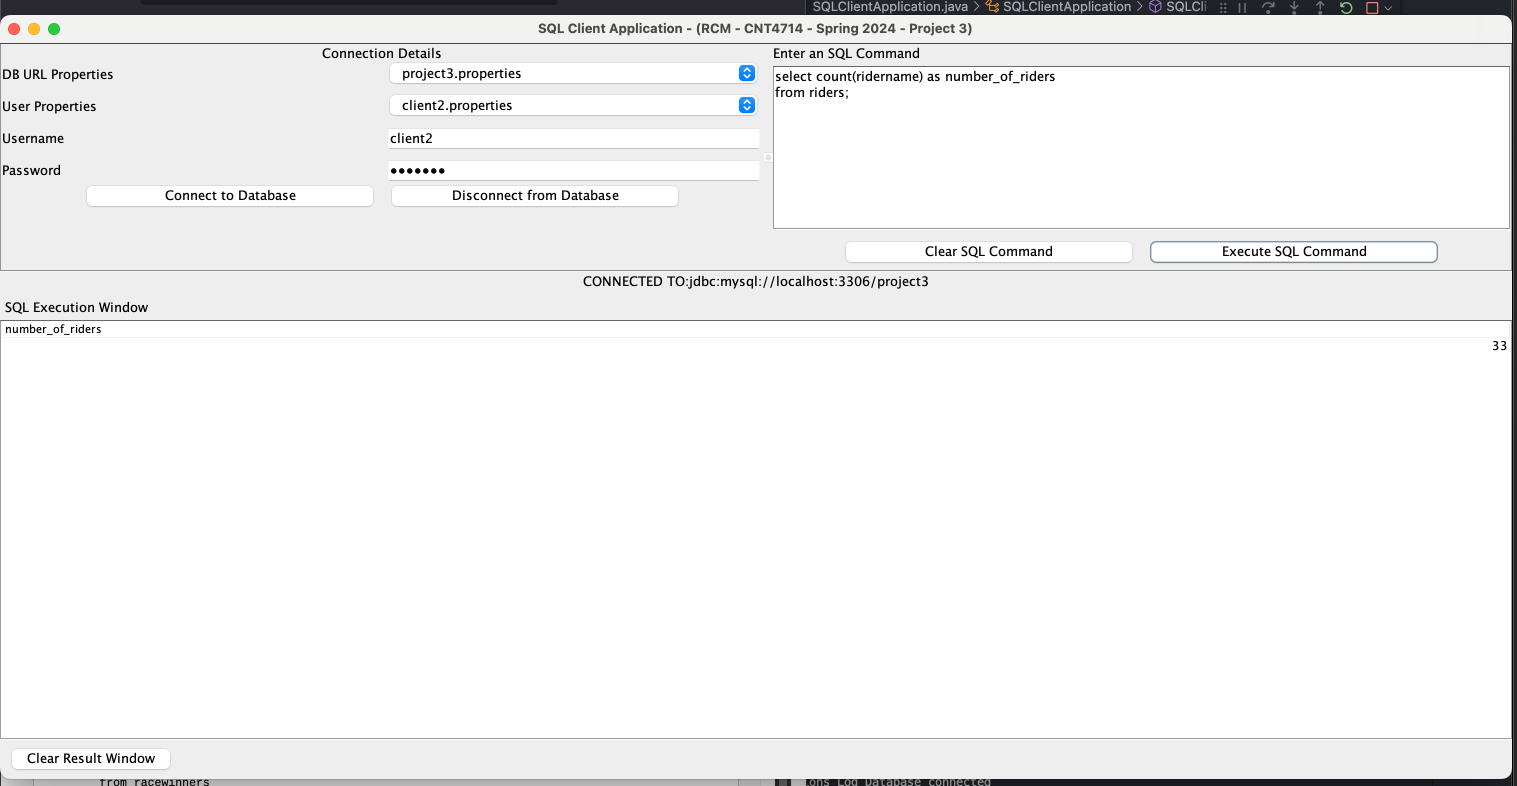 SQLClientApplication.java > SQLClientApplication > SQLCli
SQL Client Application - (RCM - CNT4714 - Spring 2024 - Project 3)
Connection Details
DB URL Properties
project3.properties
User Properties
client2.properties
Username
client2
Password
•••••••
Connect to Database
Disconnect from Database
Enter an SQL Command
select count(ridername) as number_of_riders
from riders;
Clear SQL Command
Execute SQL Command
CONNECTED TO:jdbc:mysql://localhost:3306/project3
SQL Execution Window
number_of_riders
33
Clear Result Window
from racewinners
ons Log Database connected